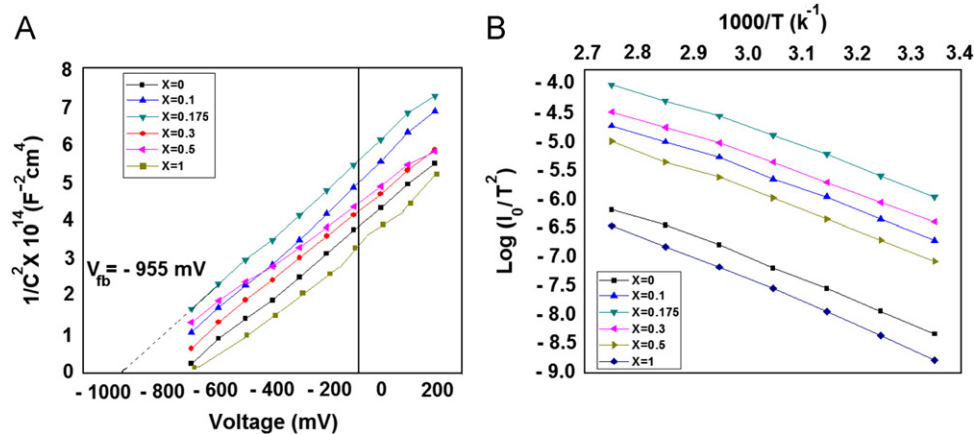 A
8
7
6
5
4
3
2
1
0
1/C² X 10¹⁴ (F⁻²cm⁴)
X=0
X=0.1
X=0.175
X=0.3
X=0.5
X=1
V_fb = - 955 mV
- 1000 - 800 - 600 - 400 - 200 0 200
Voltage (mV)
B
1000/T (k⁻¹)
2.7 2.8 2.9 3.0 3.1 3.2 3.3 3.4
- 4.0
- 4.5
- 5.0
- 5.5
- 6.0
- 6.5
- 7.0
- 7.5
- 8.0
- 8.5
- 9.0
Log (I₀/T²)
X=0
X=0.1
X=0.175
X=0.3
X=0.5
X=1